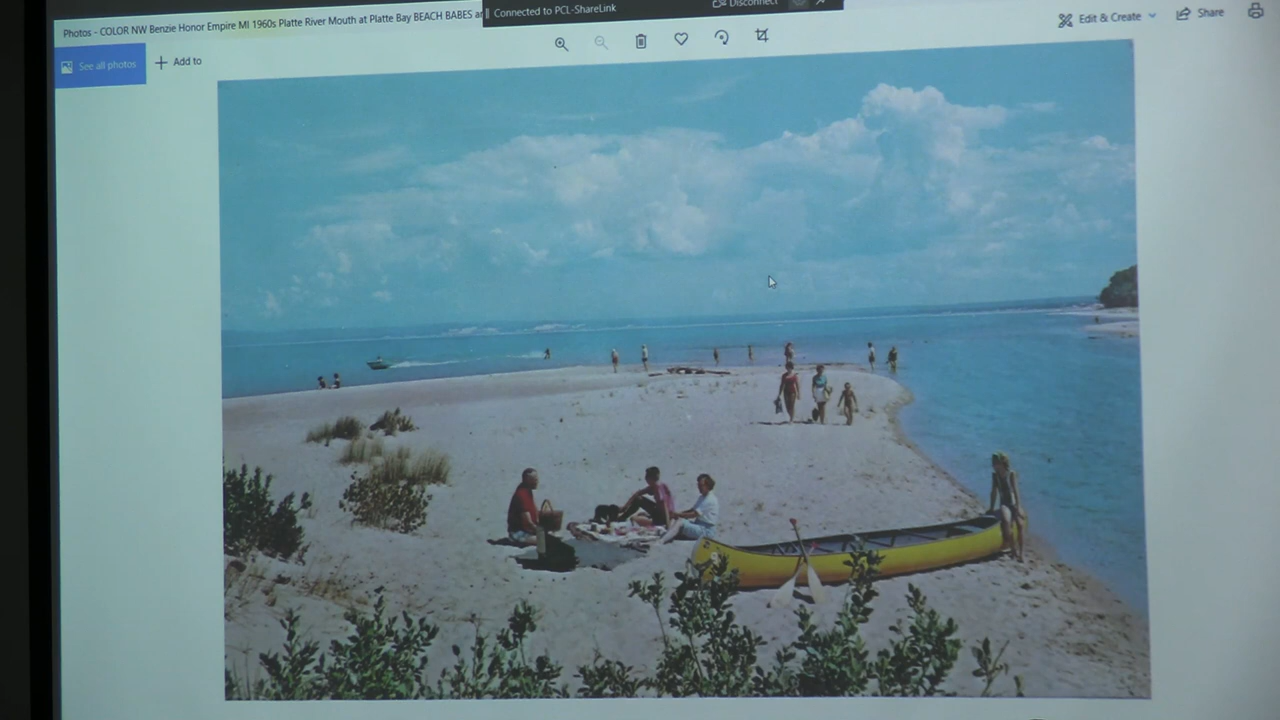 Photos - COLOR NW Benzie Honor Empire MI 1960s Platte River Mouth at Platte Bay BEACH BABES
Connected to PCL-ShareLink
Disconnect
See all photos
Add to
Edit & Create
Share